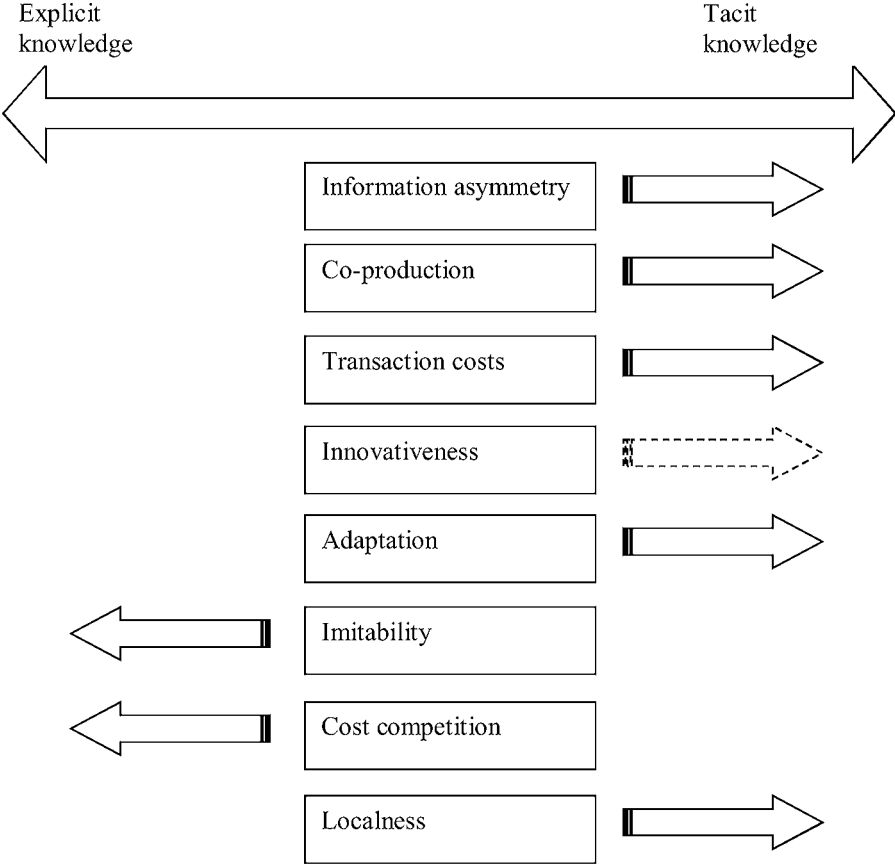 Explicit
knowledge
Tacit
knowledge
Information asymmetry
Co-production
Transaction costs
Innovativeness
Adaptation
Imitability
Cost competition
Localness